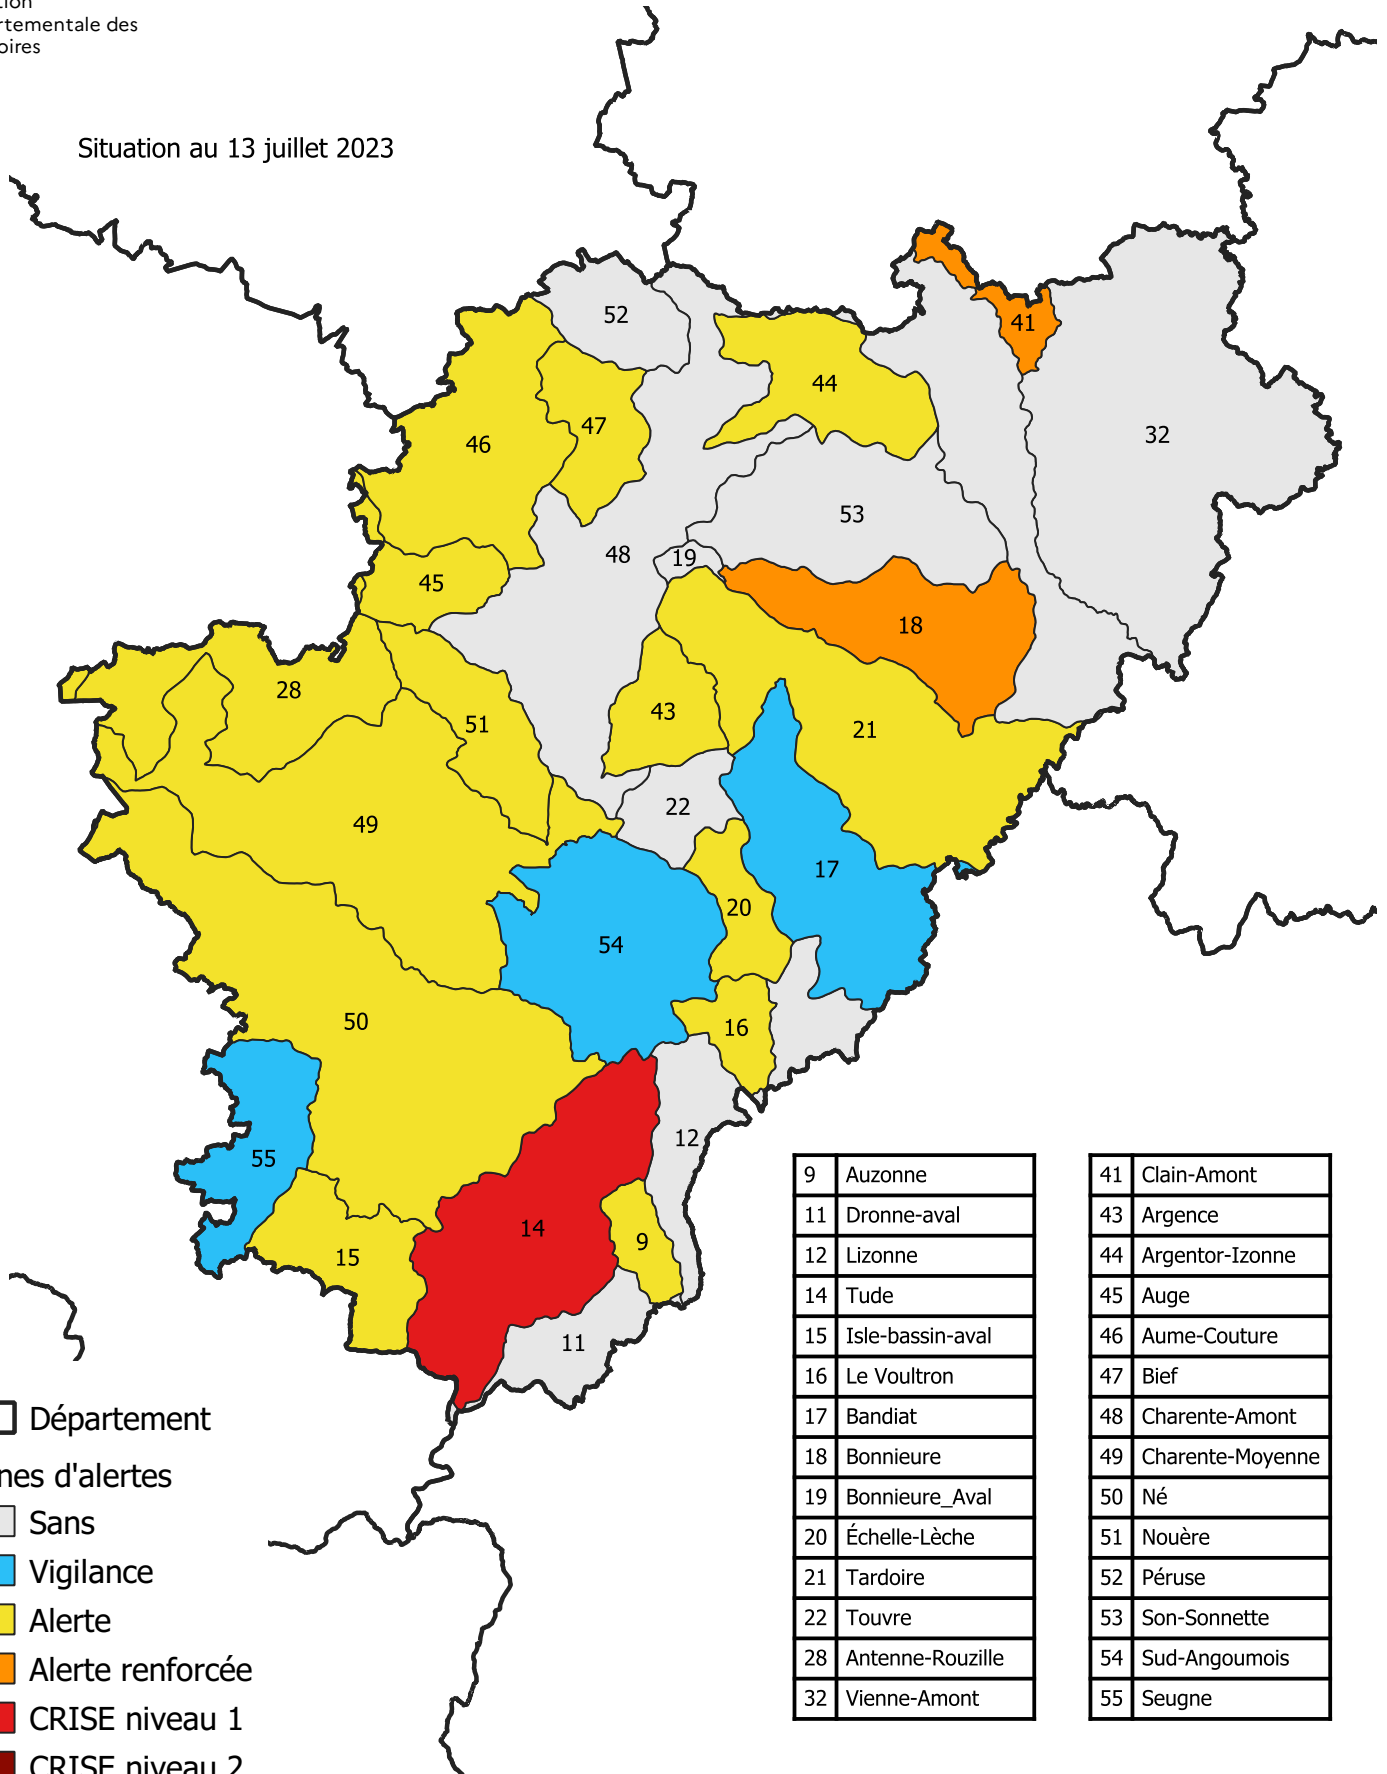 rtementale des
oires
Situation au 13 juillet 2023
52
41
44
47
46
32
53
48
19
45
18
28
43
51
21
22
49
17
20
54
50
16
12
55
14
9
15
11
9 Auzonne
11 Dronne-aval
12 Lizonne
14 Tude
15 Isle-bassin-aval
16 Le Voultron
17 Bandiat
18 Bonnieure
19 Bonnieure_Aval
20 Échelle-Lèche
21 Tardoire
22 Touvre
28 Antenne-Rouzille
32 Vienne-Amont
41 Clain-Amont
43 Argence
44 Argentor-Izonne
45 Auge
46 Aume-Couture
47 Bief
48 Charente-Amont
49 Charente-Moyenne
50 Né
51 Nouère
52 Péruse
53 Son-Sonnette
54 Sud-Angoumois
55 Seugne
Département
nes d'alertes
Sans
Vigilance
Alerte
Alerte renforcée
CRISE niveau 1
CRISE niveau 2